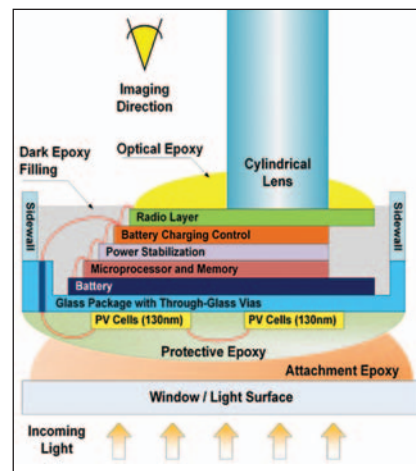 Imaging
Direction
Dark Epoxy
Filling
Optical Epoxy
Cylindrical
Lens
Sidewall
Sidewall
Radio Layer
Battery Charging Control
Power Stabilization
Microprocessor and Memory
Battery
Glass Package with Through-Glass Vias
PV Cells (130nm)
PV Cells (130nm)
Protective Epoxy
Attachment Epoxy
Window / Light Surface
Incoming
Light